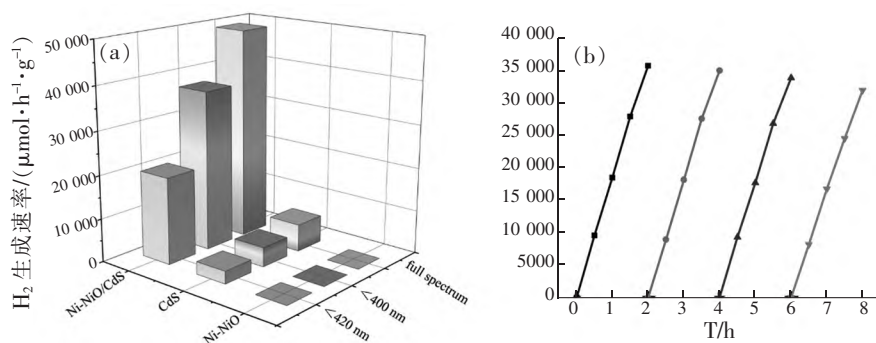 (a)
H₂生成速率/(μmol·h⁻¹·g⁻¹)
50 000
40 000
30 000
20 000
10 000
0
Ni-NiO/CdS
CdS
Ni-NiO
<420 nm
<400 nm
full spectrum
(b)
40 000
35 000
30 000
25 000
20 000
15 000
10 000
5000
0
0 1 2 3 4 5 6 7 8
T/h